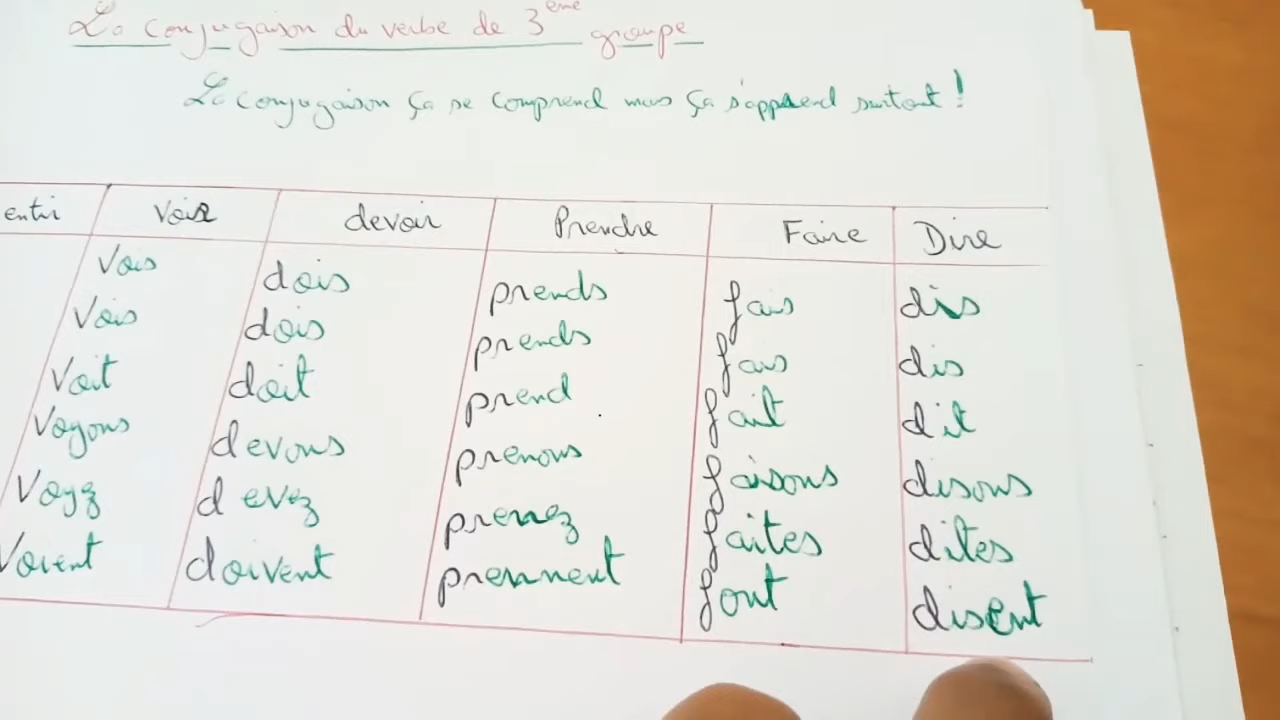 La conjugaison du verbe de 3ème groupe
La conjugaison ça se comprend mais ça s'apprend surtout !
entir voir devoir Prendre Faire Dire
Vois dois prends fais dis
Vois dois prends fais dis
Voit doit prend fait dit
Voyons devons prenons faisons disons
Voyz devez prenez faites dites
Voient doivent prennent font disent